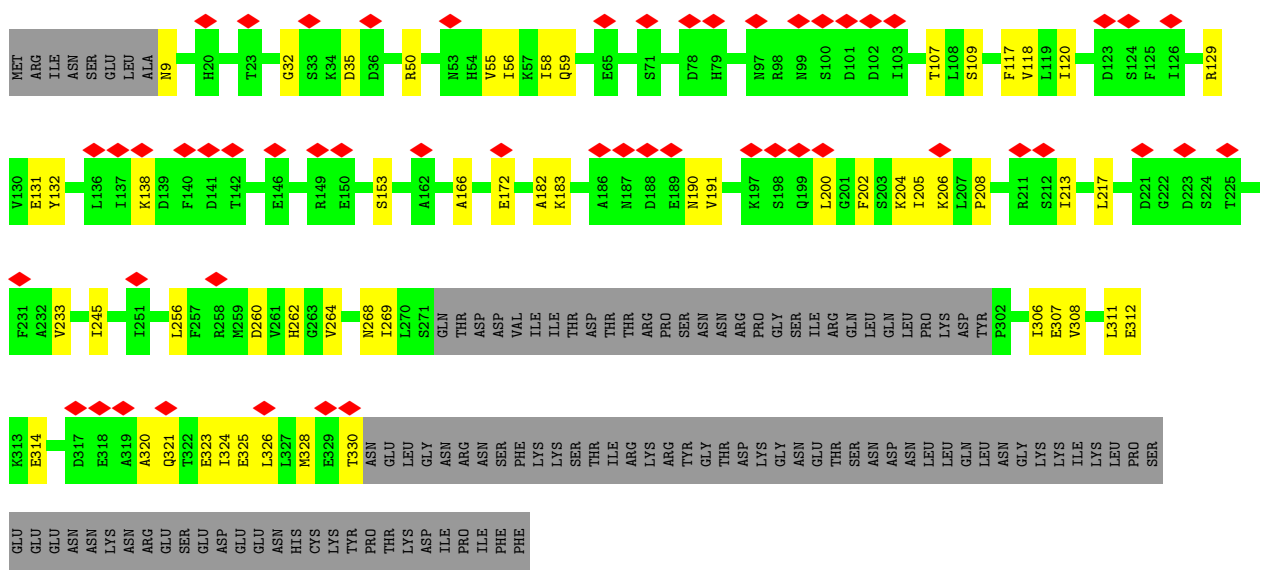 MET ARG ILE ASN SER GLU LEU ALA N9 H20 T23 G32 S33 K34 D35 D36 R50 N53 H54 V55 I56 K57 I58 Q59 E65 S71 D78 H79 N97 R98 N99 S100 D101 D102 I103 T107 L108 S109 F117 V118 L119 I120 D123 S124 F125 I126 R129
V130 E131 Y132 L136 I137 K138 D139 F140 D141 T142 E146 R149 E150 S153 A162 A166 E172 A182 K183 A186 N187 D188 E189 N190 V191 K197 S198 Q199 L200 G201 F202 S203 K204 I205 K206 L207 P208 R211 S212 I213 L217 D221 G222 D223 S224 T225
F231 A232 V233 I245 I251 L256 F257 R258 M259 D260 V261 H262 G263 V264 N268 I269 L270 S271 GLN THR ASP ASP VAL ILE ILE THR ASP THR THR ARG PRO SER ASN ASN ARG PRO GLY SER ILE ARG GLN LEU GLN LEU PRO LYS ASP TYR P302 I306 E307 V308 L311 E312
K313 E314 D317 E318 A319 A320 Q321 T322 E323 I324 E325 L326 L327 M328 E329 T330 ASN GLU LEU GLY ASN ARG ASN SER PHE LYS LYS SER THR ILE ARG LYS ARG TYR GLY THR ASP LYS GLY ASN GLU THR SER ASN ASP ASN LEU LEU GLN LEU ASN GLY LYS LYS ILE LYS LEU PRO SER
GLU GLU GLU ASN ASN LYS ASN ARG GLU SER GLU ASP GLU GLU ASN HIS CYS LYS TYR PRO THR LYS ASP ILE PRO ILE PHE PHE